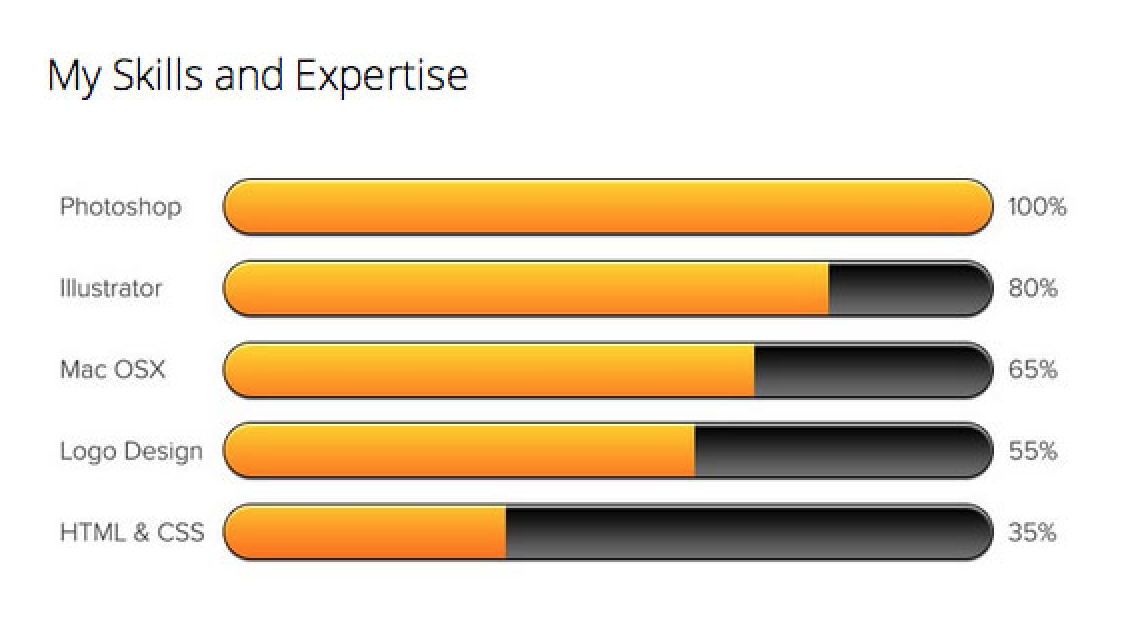 My Skills and Expertise
Photoshop 100%
Illustrator 80%
Mac OSX 65%
Logo Design 55%
HTML & CSS 35%